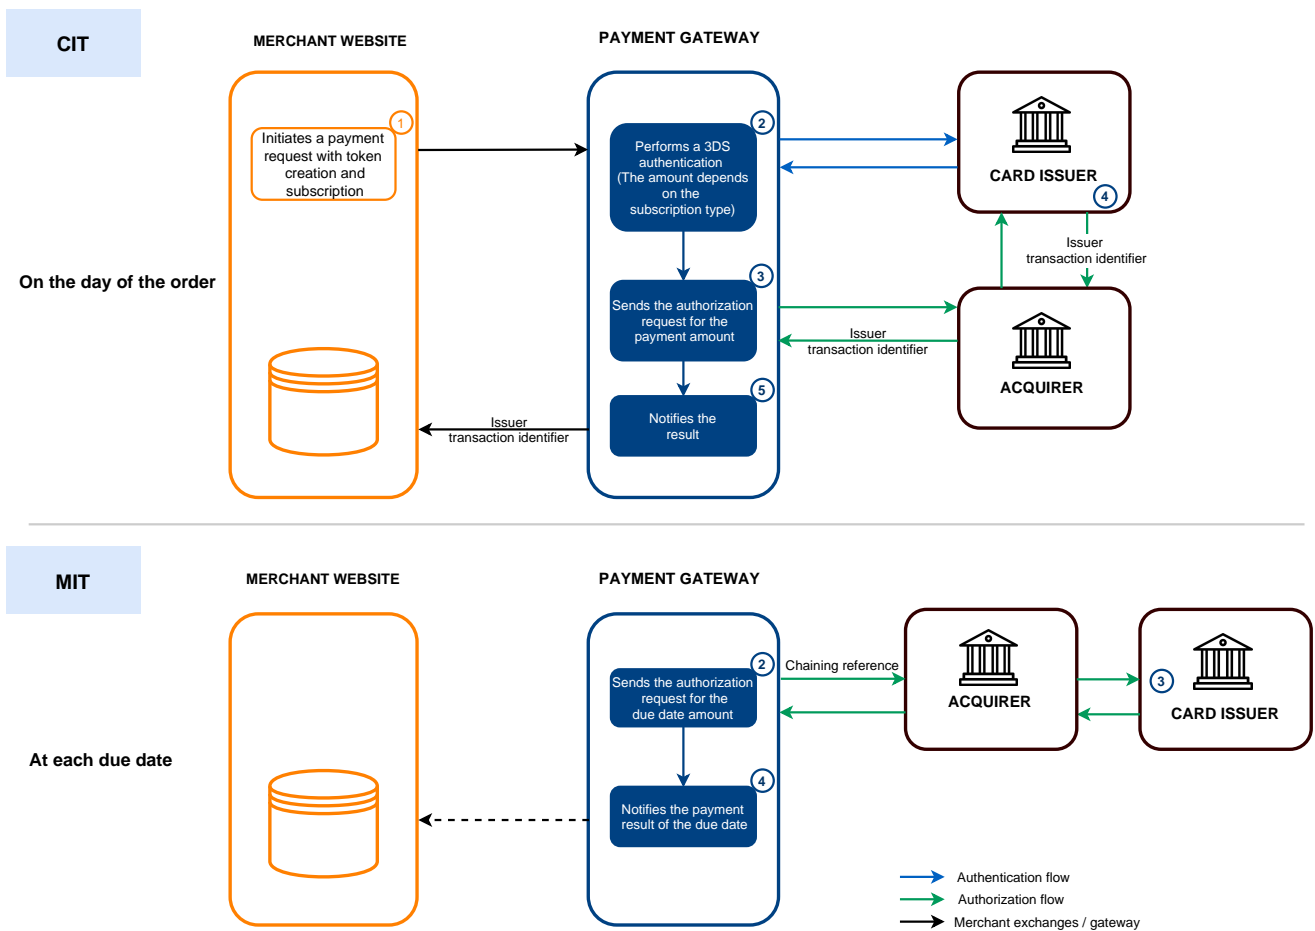 CIT
MERCHANT WEBSITE
PAYMENT GATEWAY
1
Initiates a payment
request with token
creation and
subscription
2
Performs a 3DS
authentication
(The amount depends
on the
subscription type)
CARD ISSUER
4
Issuer
transaction identifier
On the day of the order
3
Sends the authorization
request for the
payment amount
Issuer
transaction identifier
ACQUIRER
5
Notifies the
result
Issuer
transaction identifier
MIT
MERCHANT WEBSITE
PAYMENT GATEWAY
2
Sends the authorization
request for the
due date amount
Chaining reference
ACQUIRER
3
CARD ISSUER
At each due date
4
Notifies the payment
result of the due date
Authentication flow
Authorization flow
Merchant exchanges / gateway